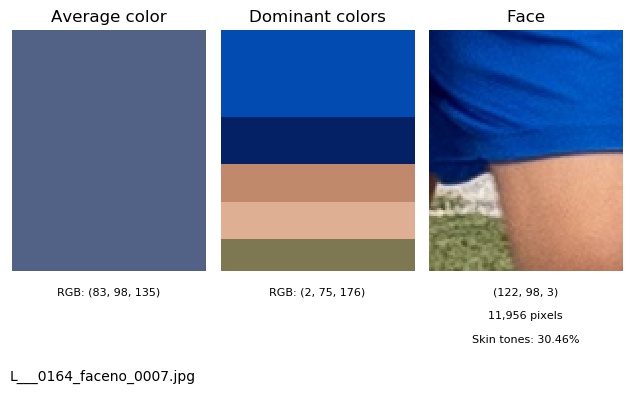 Average color
Dominant colors
Face
RGB: (83, 98, 135)
RGB: (2, 75, 176)
(122, 98, 3)
11,956 pixels
Skin tones: 30.46%
L___0164_faceno_0007.jpg